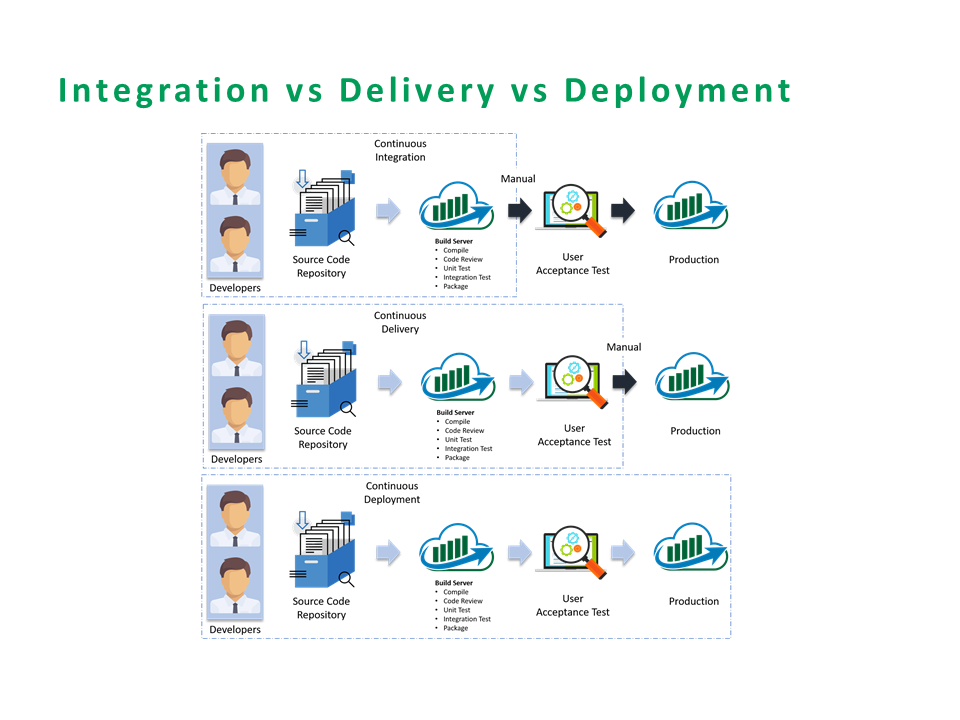 Integration vs Delivery vs Deployment
Continuous
Integration
Manual
Build Server
• Compile
• Code Review
• Unit Test
• Integration Test
• Package
Source Code
Repository
User
Acceptance Test
Production
Developers
Continuous
Delivery
Manual
Build Server
• Compile
• Code Review
• Unit Test
• Integration Test
• Package
Source Code
Repository
User
Acceptance Test
Production
Developers
Continuous
Deployment
Build Server
• Compile
• Code Review
• Unit Test
• Integration Test
• Package
Source Code
Repository
User
Acceptance Test
Production
Developers